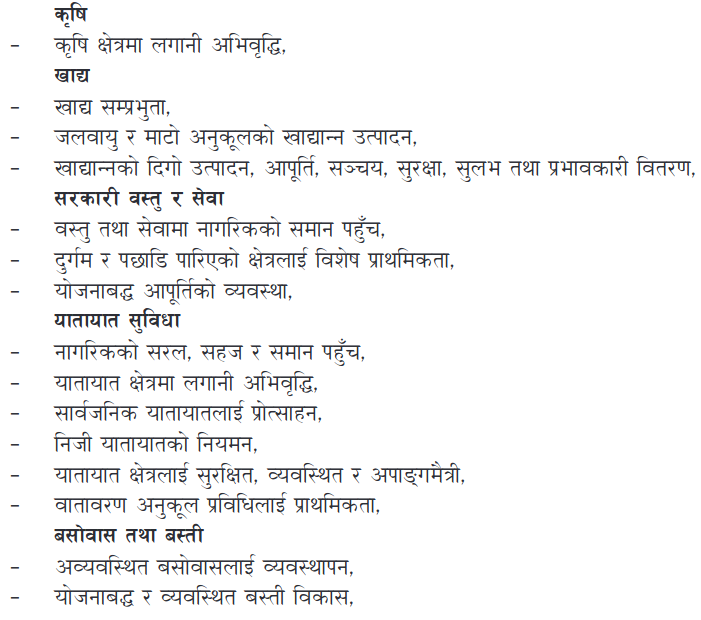 कृषि
- कृषि क्षेत्रमा लगानी अभिवृद्धि,
खाद्य
- खाद्य सम्प्रभुता,
- जलवायु र माटो अनुकूलको खाद्यान्न उत्पादन,
- खाद्यान्नको दिगो उत्पादन, आपूर्ति, सञ्चय, सुरक्षा, सुलभ तथा प्रभावकारी वितरण,
सरकारी वस्तु र सेवा
- वस्तु तथा सेवामा नागरिकको समान पहुँच,
- दुर्गम र पछाडि पारिएको क्षेत्रलाई विशेष प्राथमिकता,
- योजनाबद्ध आपूर्तिको व्यवस्था,
यातायात सुविधा
- नागरिकको सरल, सहज र समान पहुँच,
- यातायात क्षेत्रमा लगानी अभिवृद्धि,
- सार्वजनिक यातायातलाई प्रोत्साहन,
- निजी यातायातको नियमन,
- यातायात क्षेत्रलाई सुरक्षित, व्यवस्थित र अपाङ्गमैत्री,
- वातावरण अनुकूल प्रविधिलाई प्राथमिकता,
बसोवास तथा बस्ती
- अव्यवस्थित बसोवासलाई व्यवस्थापन,
- योजनाबद्ध र व्यवस्थित बस्ती विकास,